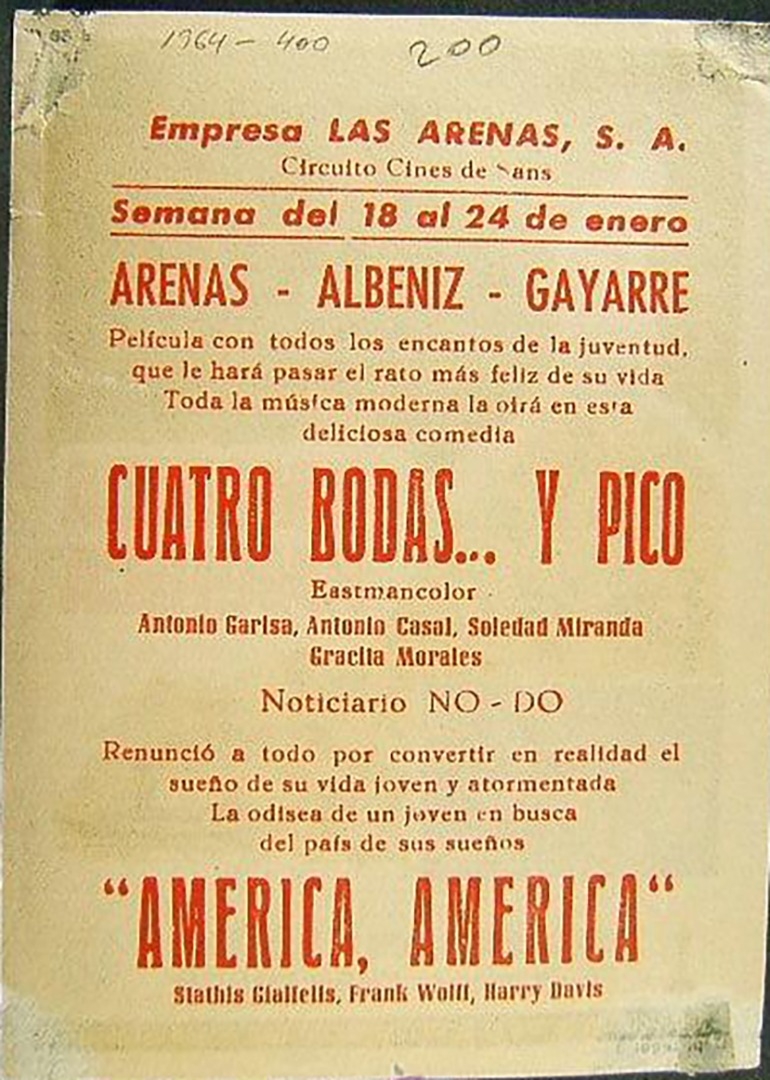 1964 - 400 200
Empresa LAS ARENAS, S. A.
Circuito Cines de Sans
Semana del 18 al 24 de enero
ARENAS - ALBENIZ - GAYARRE
Película con todos los encantos de la juventud,
que le hará pasar el rato más feliz de su vida
Toda la música moderna la oirá en esta
deliciosa comedia
CUATRO BODAS... Y PICO
Eastmancolor
Antonio Garisa, Antonio Casal, Soledad Miranda
Gracita Morales
Noticiario NO - DO
Renunció a todo por convertir en realidad el
sueño de su vida joven y atormentada
La odisea de un joven en busca
del país de sus sueños
"AMERICA, AMERICA"
Stathis Giallelis, Frank Wolff, Harry Davis